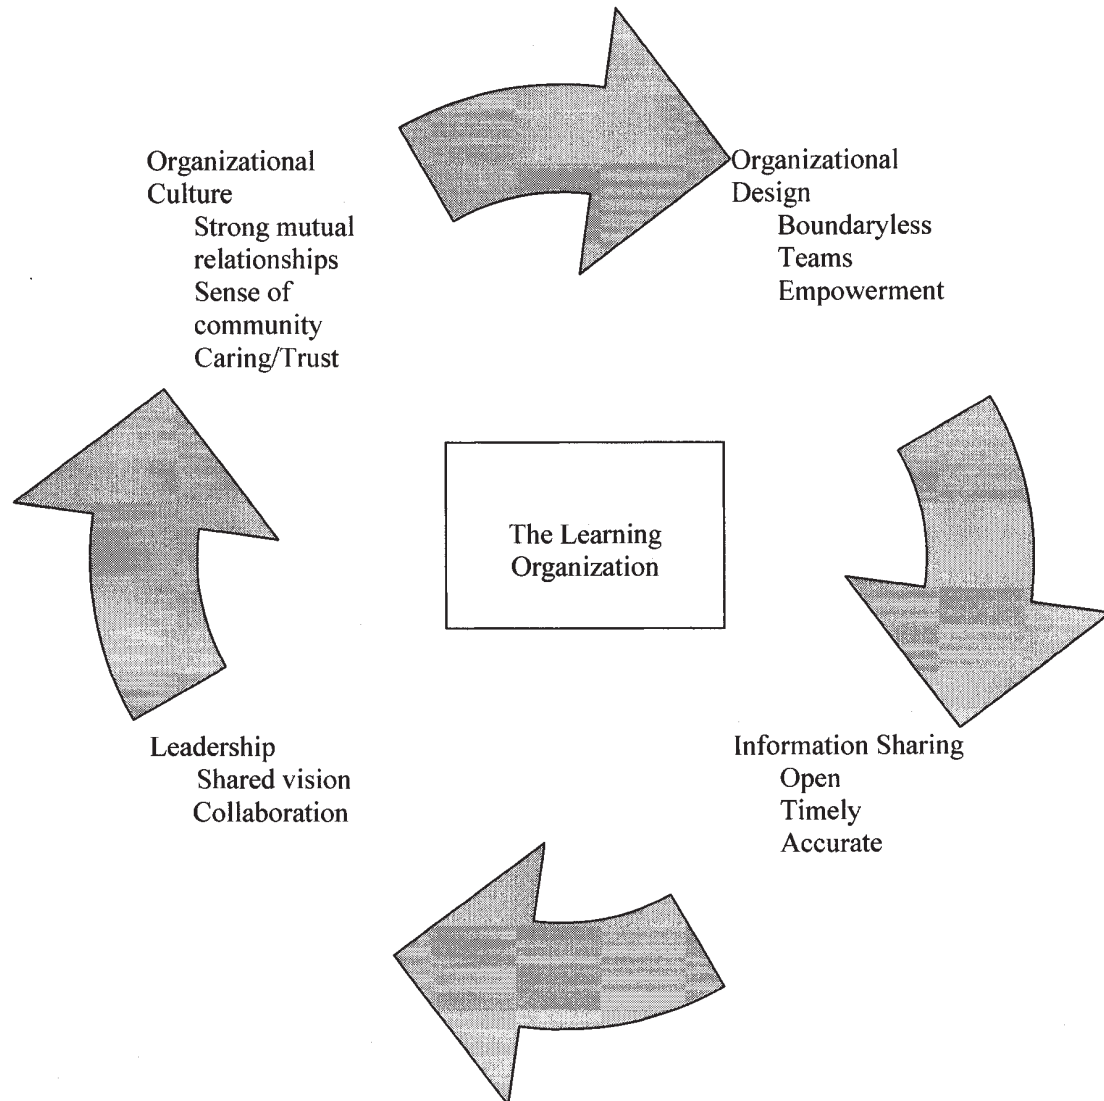 Organizational
Culture
Strong mutual
relationships
Sense of
community
Caring/Trust
Organizational
Design
Boundaryless
Teams
Empowerment
The Learning
Organization
Leadership
Shared vision
Collaboration
Information Sharing
Open
Timely
Accurate